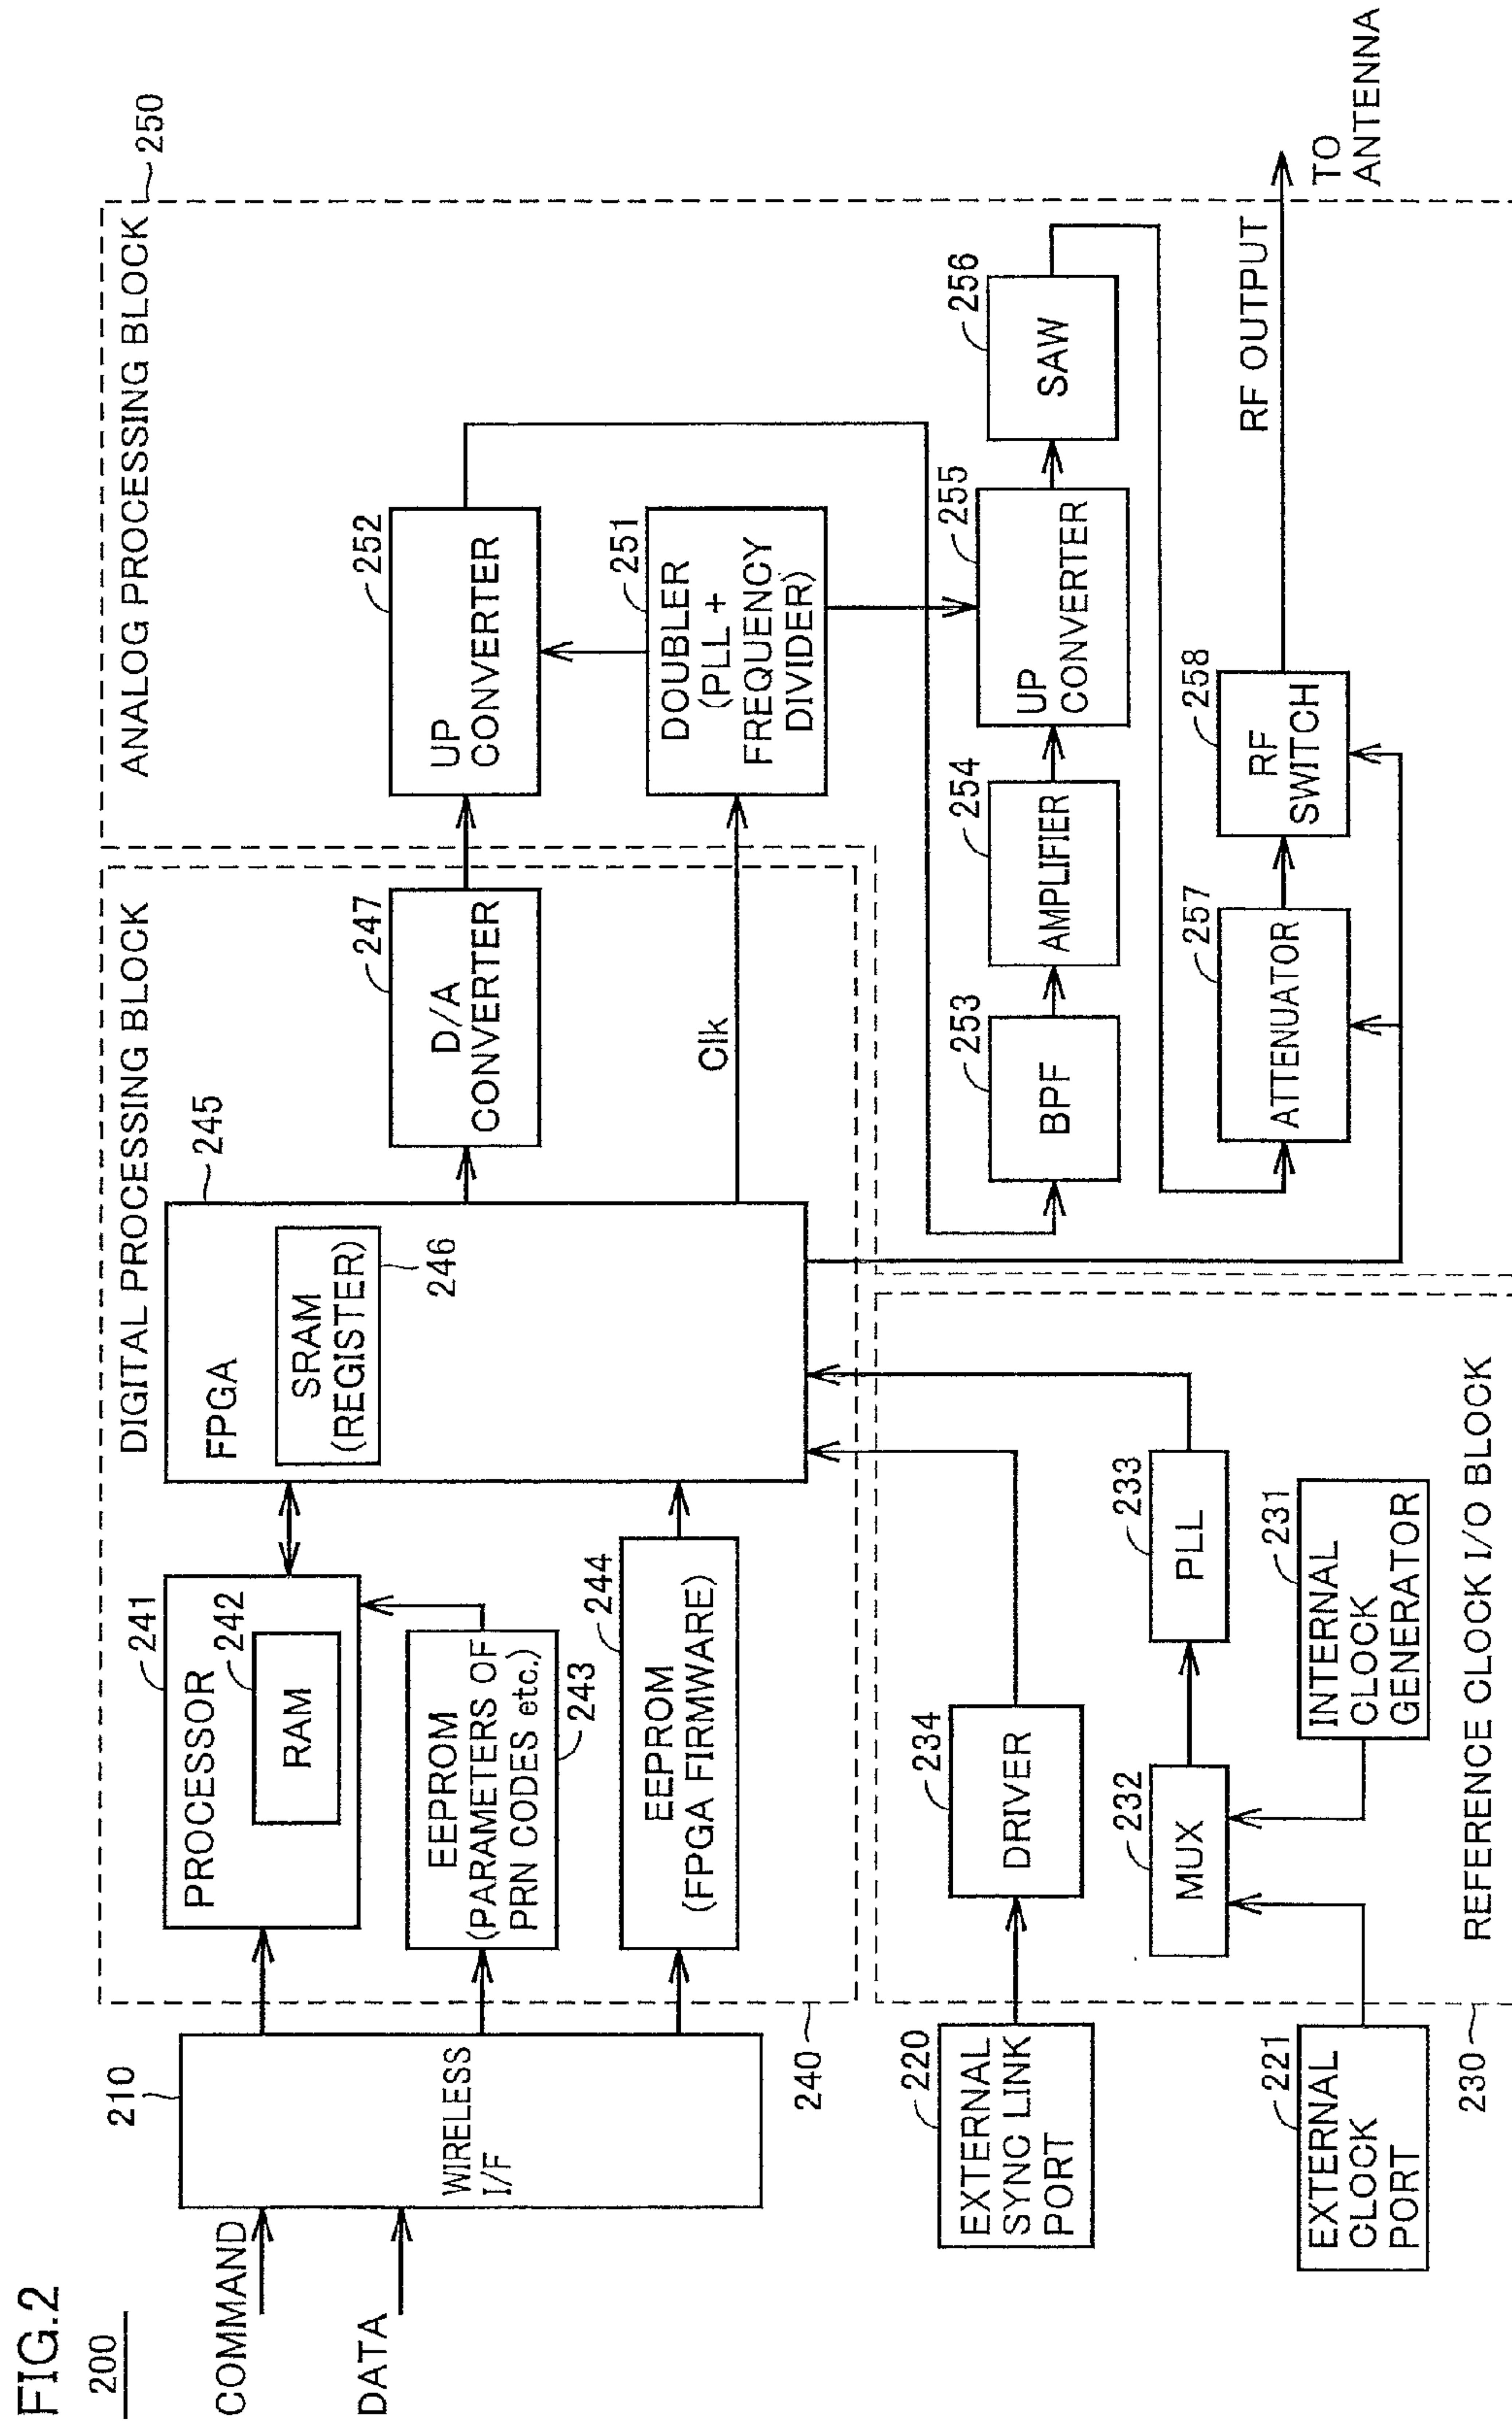 FIG.2
200
COMMAND
DATA
210
WIRELESS
I/F
DIGITAL PROCESSING BLOCK
240
241
PROCESSOR
242
RAM
EEPROM
(PARAMETERS OF
PRN CODES etc.)
243
244
EEPROM
(FPGA FIRMWARE)
245
FPGA
SRAM
(REGISTER)
246
247
D/A
CONVERTER
Clk
ANALOG PROCESSING BLOCK
250
252
UP
CONVERTER
251
DOUBLER
(PLL+
FREQUENCY
DIVIDER)
253
BPF
254
AMPLIFIER
255
UP
CONVERTER
256
SAW
257
ATTENUATOR
258
RF
SWITCH
RF OUTPUT
TO
ANTENNA
220
EXTERNAL
SYNC LINK
PORT
221
EXTERNAL
CLOCK
PORT
230
234
DRIVER
232
MUX
233
PLL
231
INTERNAL
CLOCK
GENERATOR
REFERENCE CLOCK I/O BLOCK